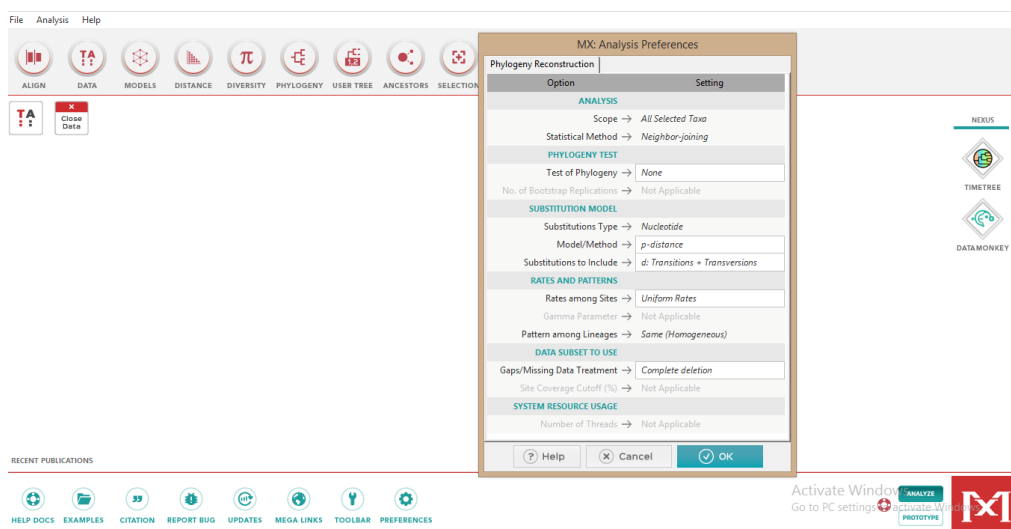 File Analysis Help
ALIGN DATA MODELS DISTANCE DIVERSITY PHYLOGENY USER TREE ANCESTORS SELECTION
TA
Close
Data
MX: Analysis Preferences
Phylogeny Reconstruction
Option Setting
ANALYSIS
Scope → All Selected Taxa
Statistical Method → Neighbor-joining
PHYLOGENY TEST
Test of Phylogeny → None
No. of Bootstrap Replications → Not Applicable
SUBSTITUTION MODEL
Substitutions Type → Nucleotide
Model/Method → p-distance
Substitutions to Include → d: Transitions + Transversions
RATES AND PATTERNS
Rates among Sites → Uniform Rates
Gamma Parameter → Not Applicable
Pattern among Lineages → Same (Homogeneous)
DATA SUBSET TO USE
Gaps/Missing Data Treatment → Complete deletion
Site Coverage Cutoff (%) → Not Applicable
SYSTEM RESOURCE USAGE
Number of Threads → Not Applicable
? Help X Cancel OK
NEXUS
TIMETREE
DATAMONKEY
RECENT PUBLICATIONS
HELP DOCS EXAMPLES CITATION REPORT BUG UPDATES MEGA LINKS TOOLBAR PREFERENCES
Activate Windows
Go to PC settings to activate Windows.
ANALYZE
PROTOTYPE